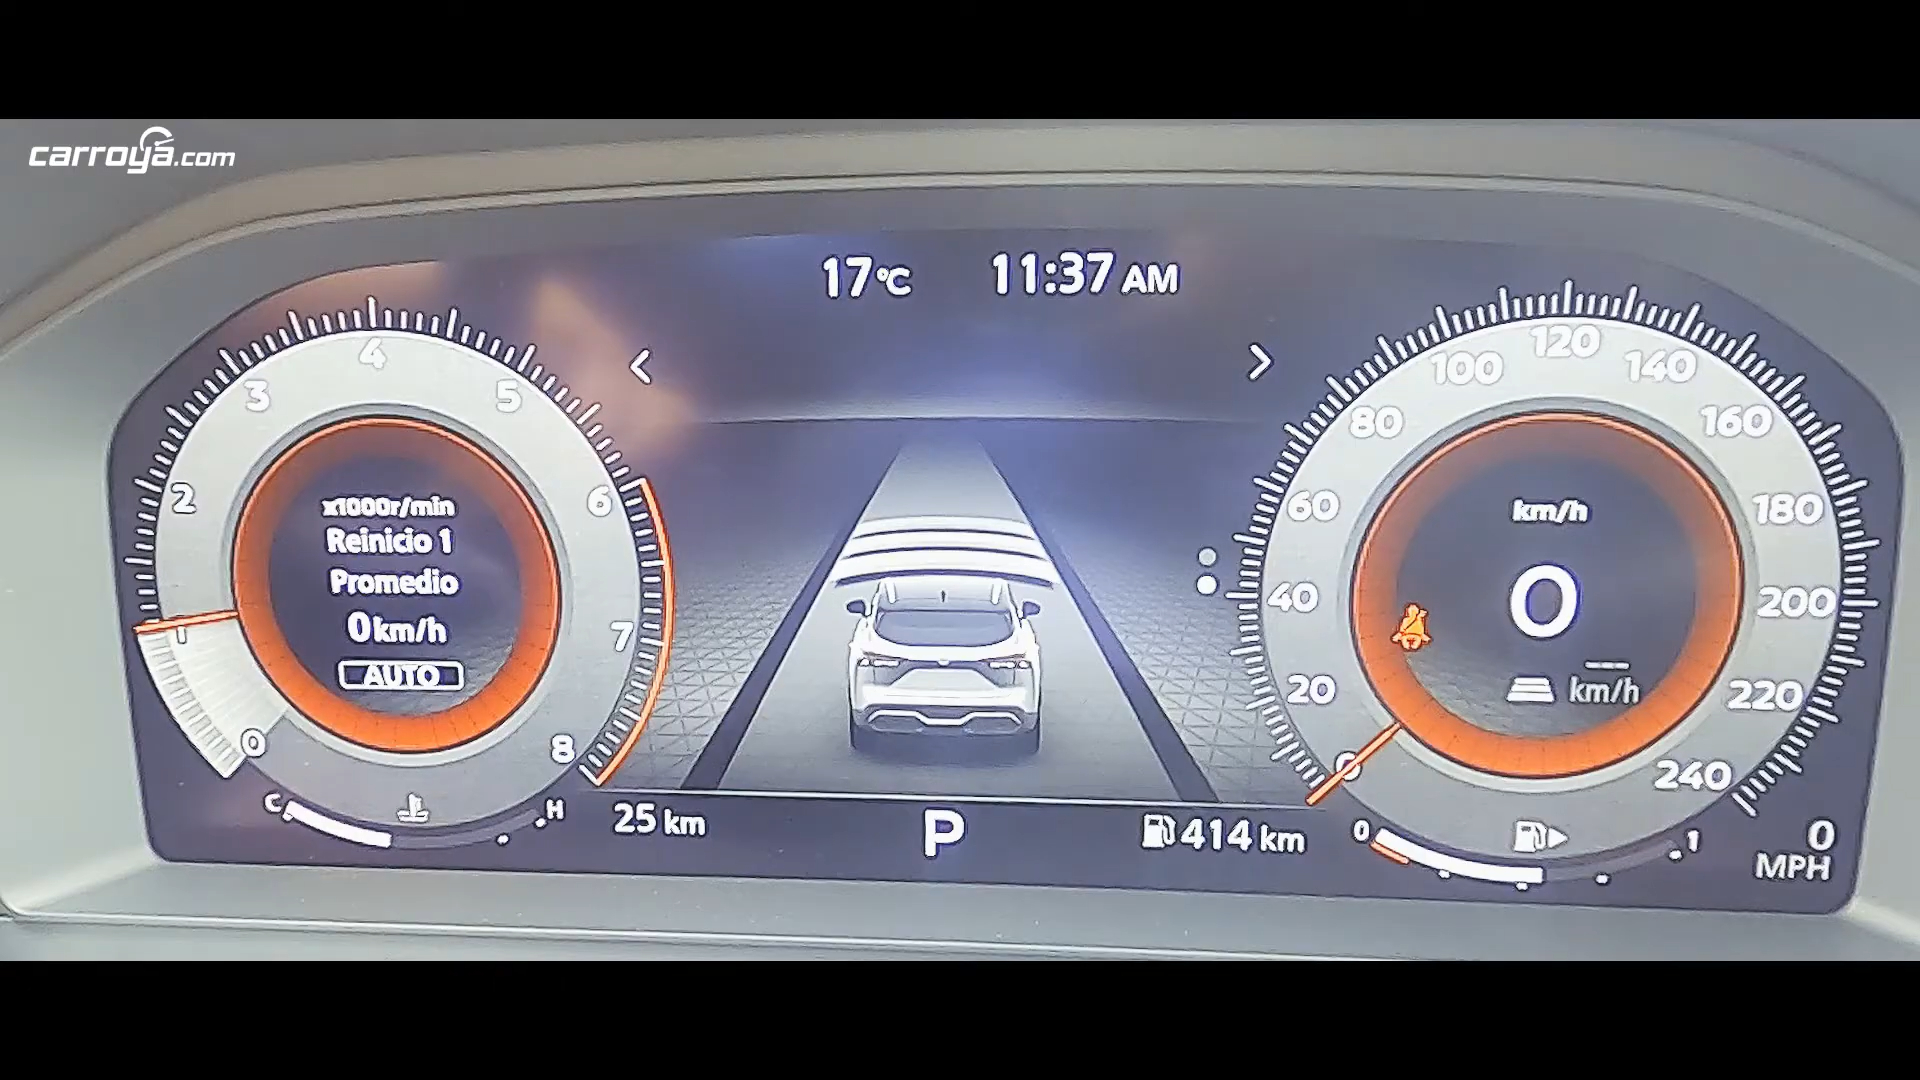 carroya.com
17°C 11:37 AM
0 1 2 3 4 5 6 7 8
x1000r/min
Reinicio 1
Promedio
0 km/h
AUTO
C H
25 km P 414 km
0 20 40 60 80 100 120 140 160 180 200 220 240
km/h
0
--- km/h
0 1
0
MPH